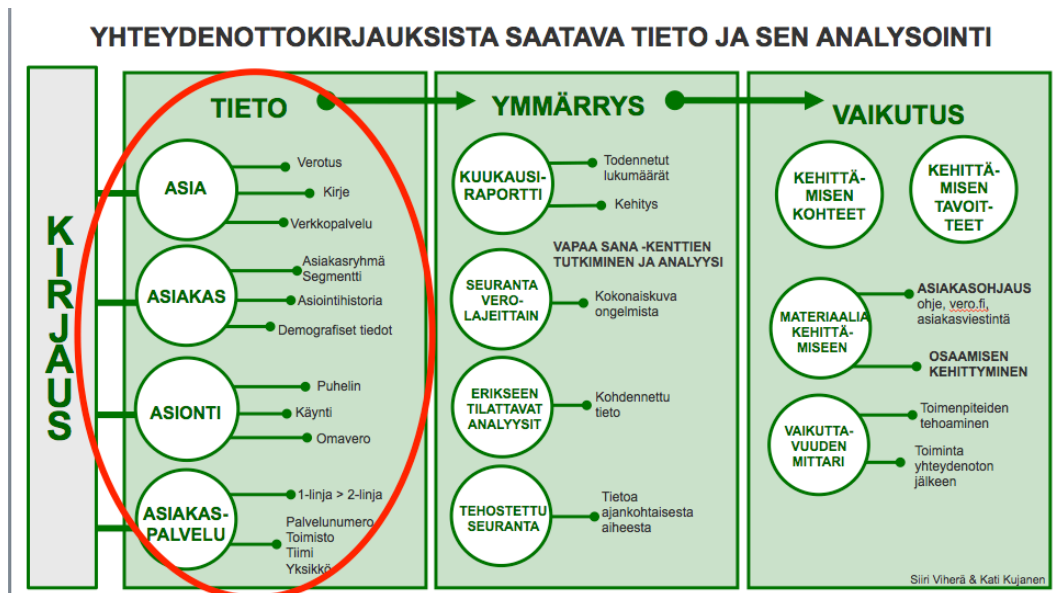 YHTEYDENOTTOKIRJAUKSISTA SAATAVA TIETO JA SEN ANALYSOINTI
KIRJAUS
TIETO
ASIA
Verotus
Kirje
Verkkopalvelu
ASIAKAS
Asiakasryhmä
Segmentti
Asiointihistoria
Demografiset tiedot
ASIONTI
Puhelin
Käynti
Omavero
ASIAKAS-
PALVELU
1-linja > 2-linja
Palvelunumero
Toimisto
Tiimi
Yksikkö
YMMÄRRYS
KUUKAUSI-
RAPORTTI
Todennetut
lukumäärät
Kehitys
VAPAA SANA -KENTTIEN
TUTKIMINEN JA ANALYYSI
SEURANTA
VERO-
LAJEITTAIN
Kokonaiskuva
ongelmista
ERIKSEEN
TILATTAVAT
ANALYYSIT
Kohdennettu
tieto
TEHOSTETTU
SEURANTA
Tietoa
ajankohtaisesta
aiheesta
VAIKUTUS
KEHITTÄ-
MISEN
KOHTEET
KEHITTÄ-
MISEN
TAVOIT-
TEET
MATERIAALIA
KEHITTÄ-
MISEEN
ASIAKASOHJAUS
ohje, vero.fi,
asiakasviestintä
OSAAMISEN
KEHITTYMINEN
VAIKUTTA-
VUUDEN
MITTARI
Toimenpiteiden
tehoaminen
Toiminta
yhteydenoton
jälkeen
Siiri Viherä & Kati Kujanen